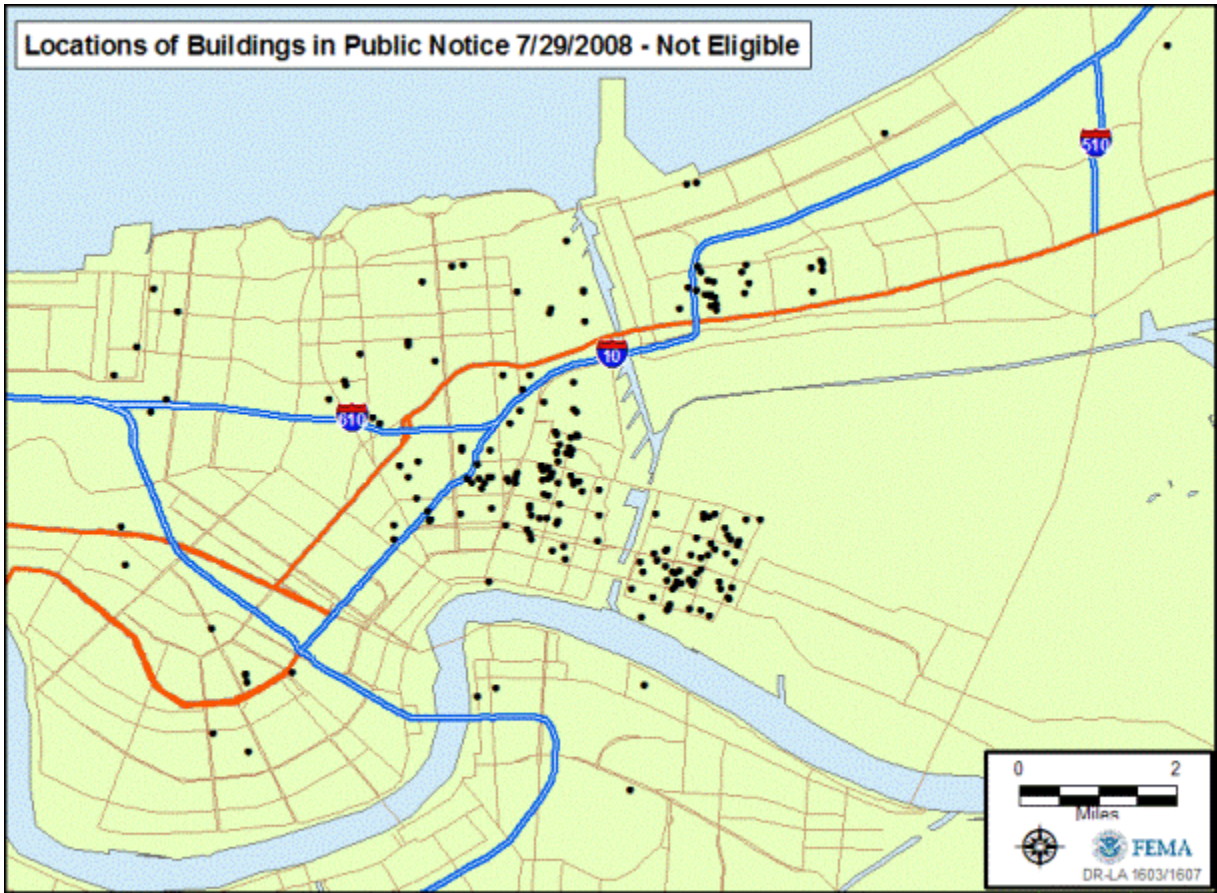 Locations of Buildings in Public Notice 7/29/2008 - Not Eligible
510
10
610
0 2
Miles
FEMA
DR-LA 1603/1607